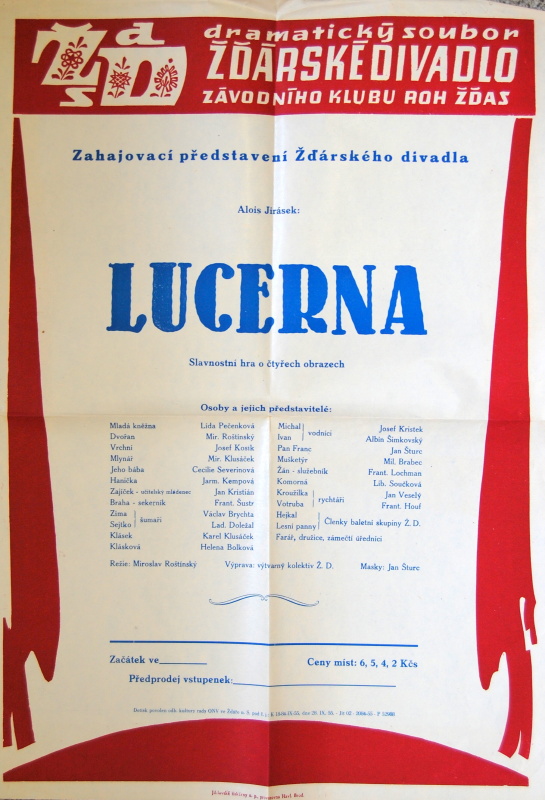 Ž d D s
dramatický soubor
ŽĎÁRSKÉ DIVADLO
ZÁVODNÍHO KLUBU ROH ŽĎAS
Zahajovací představení Žďárského divadla
Alois Jirásek:
LUCERNA
Slavnostní hra o čtyřech obrazech
Osoby a jejich představitelé:
Mladá kněžna Lída Pečenková
Dvořan Mir. Roštinský
Vrchní Josef Kostk
Mlynář Mir. Klusáček
Jeho bába Cecilie Severinová
Hanička Jarm. Kempová
Zajíček - učitelský mládenec Jan Kristián
Braha - sekerník Frant. Šustr
Zima Václav Brychta
šumaři
Sejtko Lad. Doležal
Klásek Karel Klusáček
Klásková Helena Bolková
Michal Josef Kristek
vodníci
Ivan Albín Šimkovský
Pan Franc Jan Šturc
Mušketýr Mil. Brabec
Žán - služebník Frant. Lochman
Komorná Lib. Součková
Kroužilka Jan Veselý
rychtáři
Votruba Frant. Houf
Hejkal
Lesní panny Členky baletní skupiny Ž. D.
Farář, družice, zámečtí úředníci
Režie: Miroslav Roštinský Výprava: výtvarný kolektiv Ž. D. Masky: Jan Šturc
Začátek ve
Ceny míst: 6, 5, 4, 2 Kčs
Předprodej vstupenek: